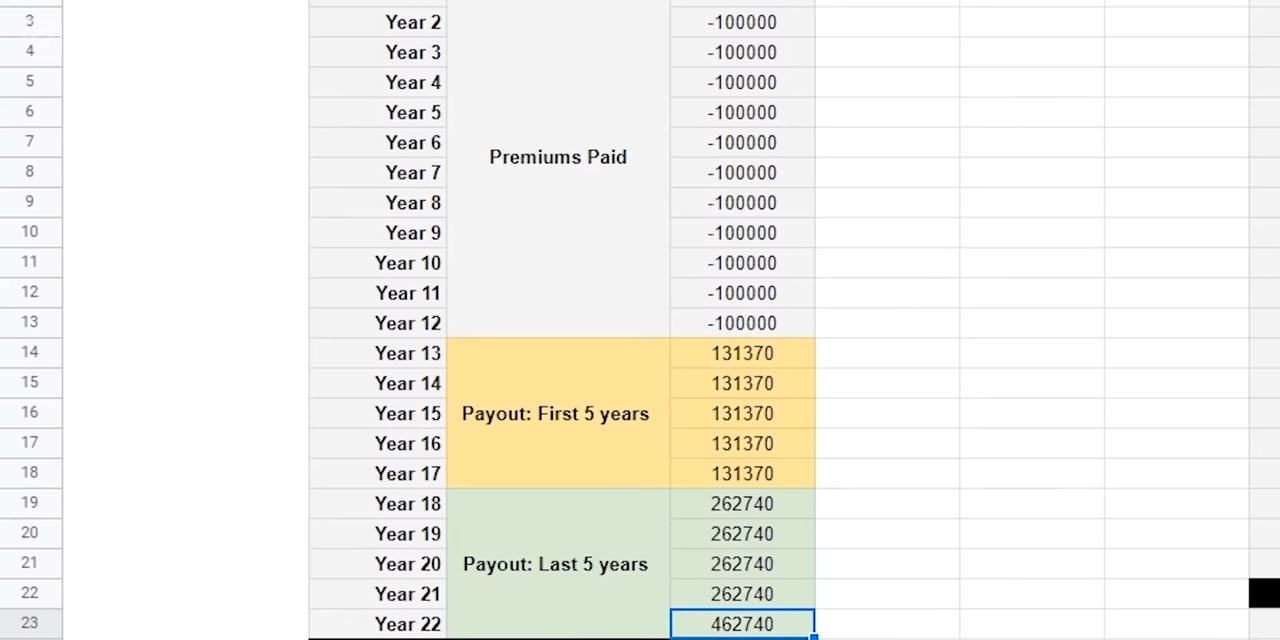 3 Year 2 -100000
4 Year 3 -100000
5 Year 4 -100000
6 Year 5 -100000
7 Year 6 -100000
Premiums Paid
8 Year 7 -100000
9 Year 8 -100000
10 Year 9 -100000
11 Year 10 -100000
12 Year 11 -100000
13 Year 12 -100000
14 Year 13 131370
15 Year 14 131370
16 Year 15 Payout: First 5 years 131370
17 Year 16 131370
18 Year 17 131370
19 Year 18 262740
20 Year 19 262740
21 Year 20 Payout: Last 5 years 262740
22 Year 21 262740
23 Year 22 462740